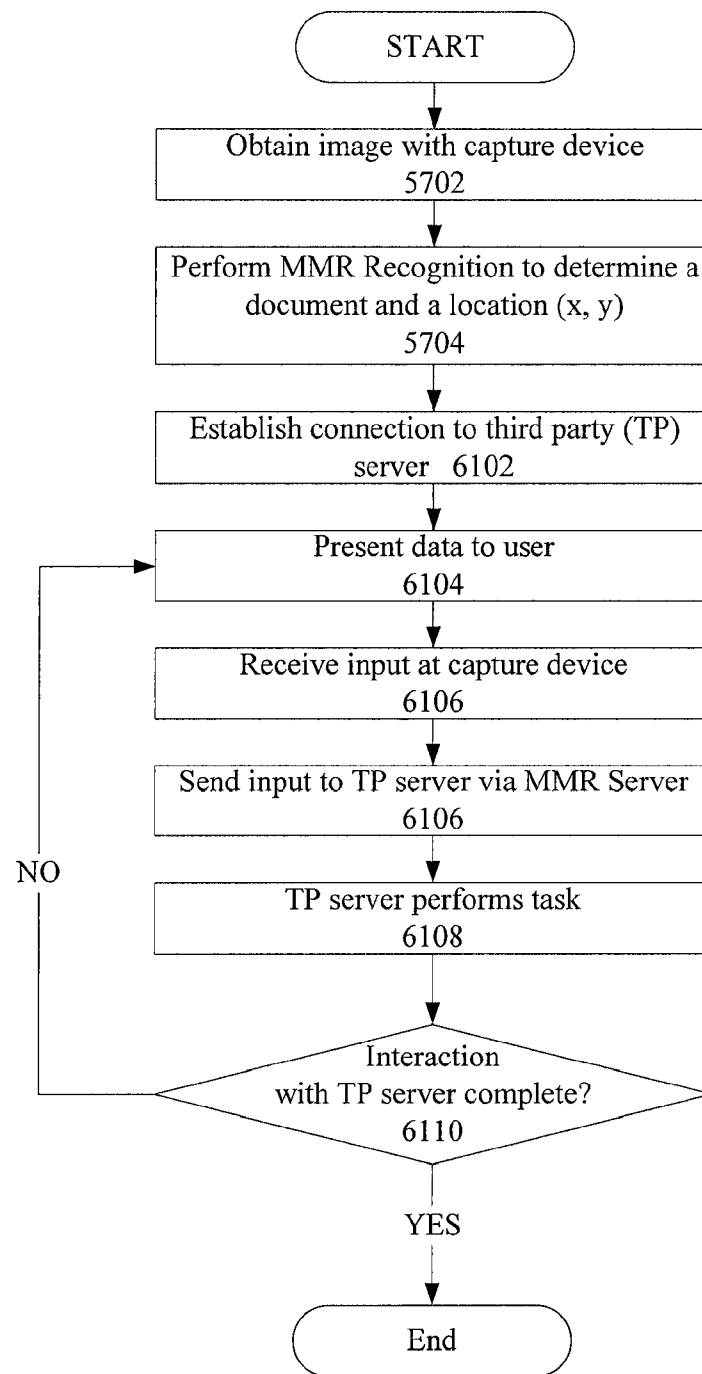 START
Obtain image with capture device
5702
Perform MMR Recognition to determine a
document and a location (x, y)
5704
Establish connection to third party (TP)
server 6102
Present data to user
6104
Receive input at capture device
6106
Send input to TP server via MMR Server
6106
NO
TP server performs task
6108
Interaction
with TP server complete?
6110
YES
End